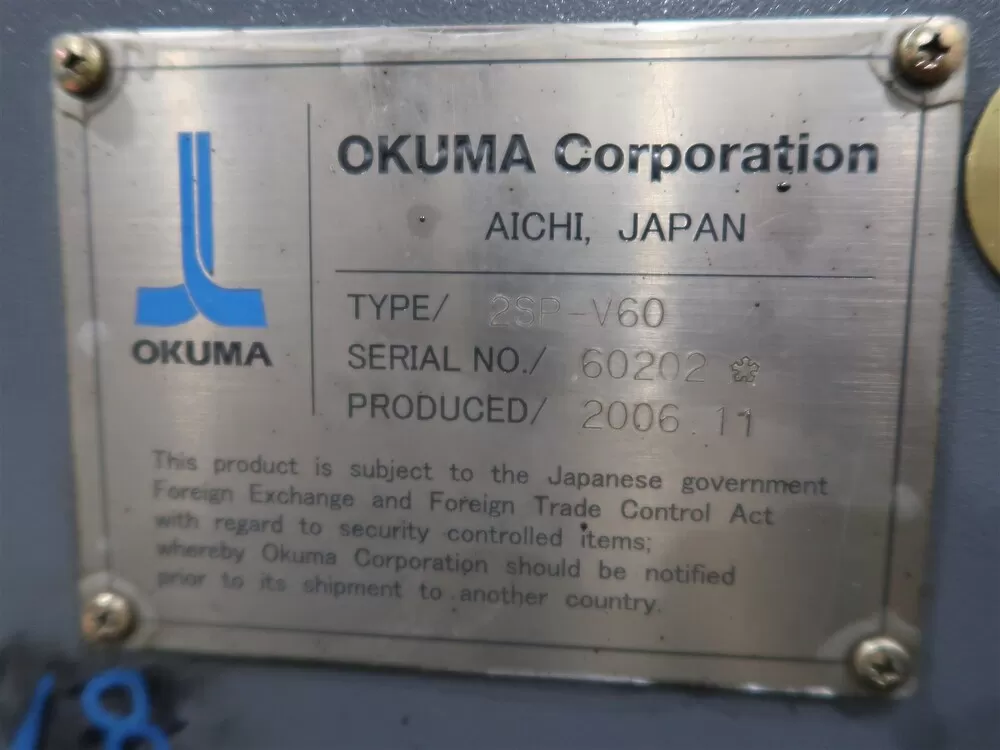 OKUMA Corporation
AICHI, JAPAN
OKUMA
TYPE/ 2SP-V60
SERIAL NO./ 60202 *
PRODUCED/ 2006.11
This product is subject to the Japanese government
Foreign Exchange and Foreign Trade Control Act
with regard to security controlled items;
whereby Okuma Corporation should be notified
prior to its shipment to another country.
18